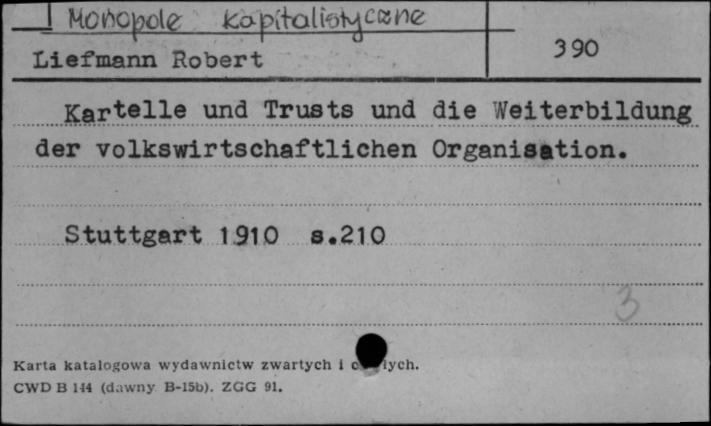 I Monopole kapitalistyczne
Liefmann Robert
390
Kartelle und Trusts und die Weiterbildung
der volkswirtschaftlichen Organisation.
Stuttgart 1910 s.210
3
Karta katalogowa wydawnictw zwartych i
CWD B 144 (dawny B-15b). ZGG 91.